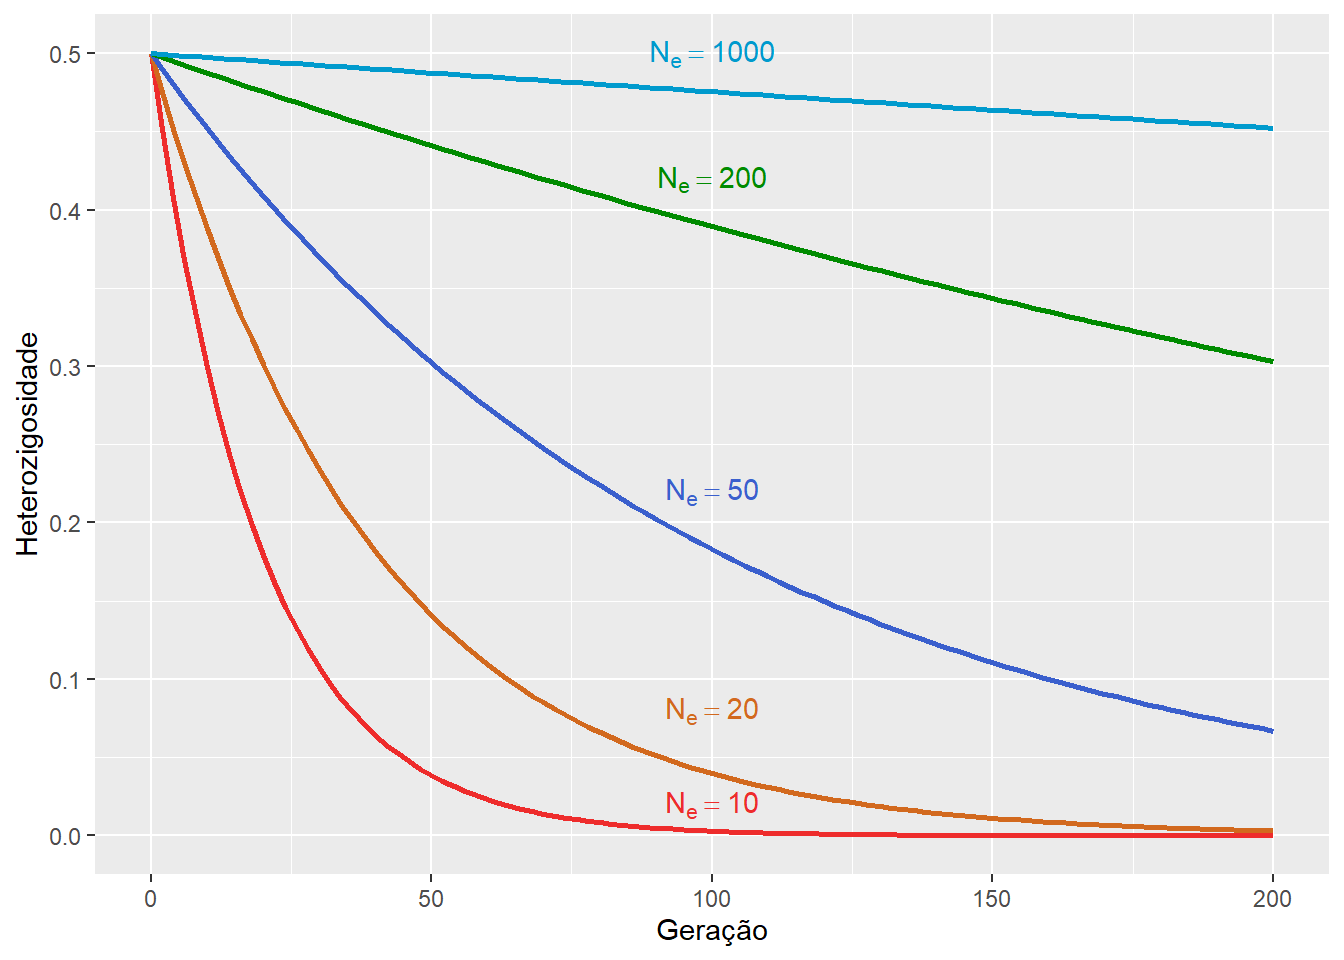 Heterozigosidade
0.5
0.4
0.3
0.2
0.1
0.0
Ne = 1000
Ne = 200
Ne = 50
Ne = 20
Ne = 10
0 50 100 150 200
Geração